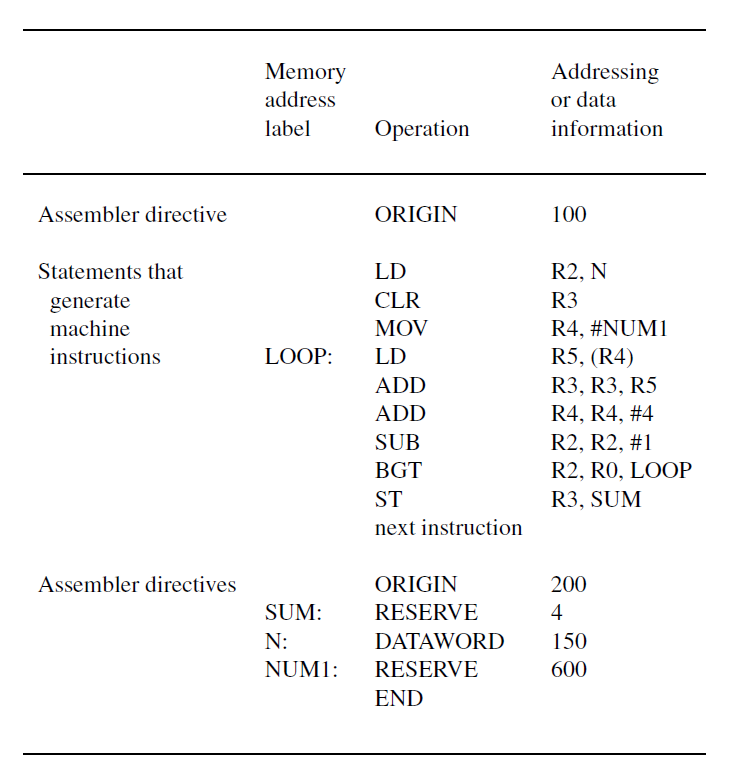 Memory address label Operation Addressing or data information
Assembler directive ORIGIN 100
Statements that LD R2, N
generate CLR R3
machine MOV R4, #NUM1
instructions LOOP: LD R5, (R4)
ADD R3, R3, R5
ADD R4, R4, #4
SUB R2, R2, #1
BGT R2, R0, LOOP
ST R3, SUM
next instruction
Assembler directives ORIGIN 200
SUM: RESERVE 4
N: DATAWORD 150
NUM1: RESERVE 600
END